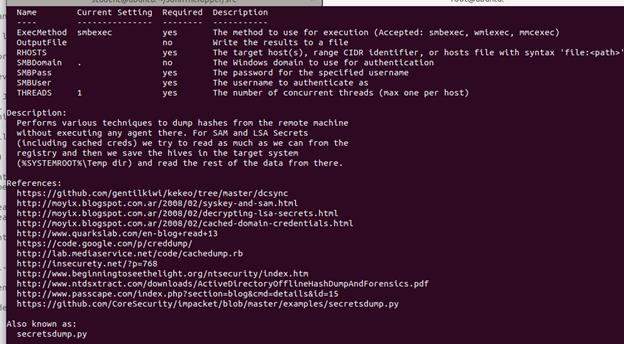 Name Current Setting Required Description
---- --------------- -------- -----------
ExecMethod smbexec yes The method to use for execution (Accepted: smbexec, wmiexec, mmcexec)
OutputFile no Write the results to a file
RHOSTS yes The target host(s), range CIDR identifier, or hosts file with syntax 'file:<path>'
SMBDomain . no The Windows domain to use for authentication
SMBPass yes The password for the specified username
SMBUser yes The username to authenticate as
THREADS 1 yes The number of concurrent threads (max one per host)
Description:
Performs various techniques to dump hashes from the remote machine
without executing any agent there. For SAM and LSA Secrets
(including cached creds) we try to read as much as we can from the
registry and then we save the hives in the target system
(%SYSTEMROOT%\Temp dir) and read the rest of the data from there.
References:
https://github.com/gentilkiwi/kekeo/tree/master/dcsync
http://moyix.blogspot.com.ar/2008/02/syskey-and-sam.html
http://moyix.blogspot.com.ar/2008/02/decrypting-lsa-secrets.html
http://moyix.blogspot.com.ar/2008/02/cached-domain-credentials.html
http://www.quarkslab.com/en-blog+read+13
https://code.google.com/p/creddump/
http://lab.mediaservice.net/code/cachedump.rb
http://insecurety.net/?p=768
http://www.beginningtoseethelight.org/ntsecurity/index.htm
http://www.ntdsxtract.com/downloads/ActiveDirectoryOfflineHashDumpAndForensics.pdf
http://www.passcape.com/index.php?section=blog&cmd=details&id=15
https://github.com/CoreSecurity/impacket/blob/master/examples/secretsdump.py
Also known as:
secretsdump.py